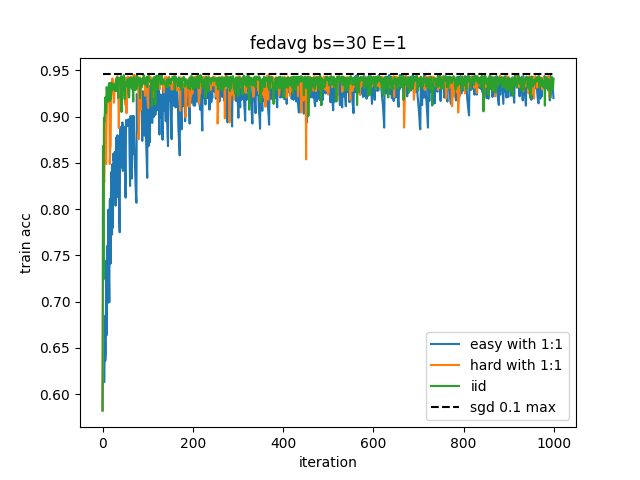 fedavg bs=30 E=1
0.95
0.90
0.85
0.80
0.75
0.70
0.65
0.60
train acc
0
200
400
600
800
1000
iteration
easy with 1:1
hard with 1:1
iid
sgd 0.1 max